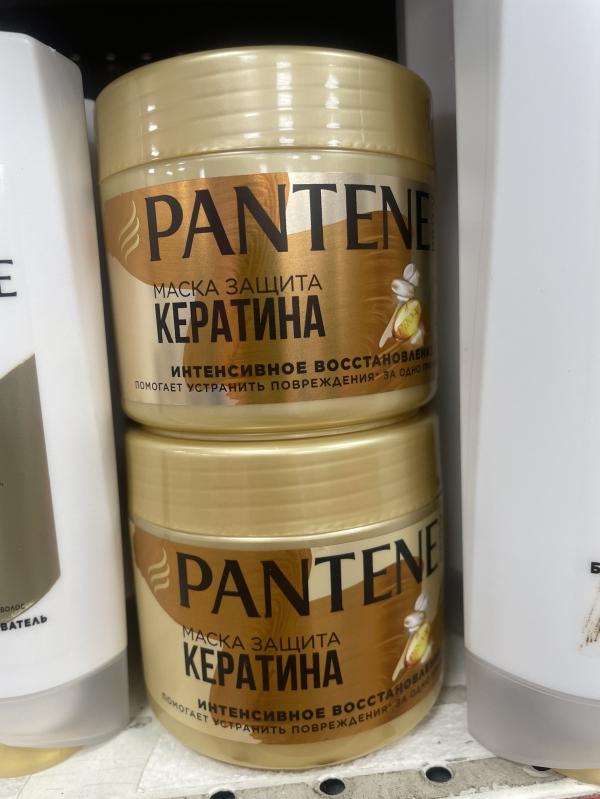 PANTENE
МАСКА ЗАЩИТА
КЕРАТИНА
ИНТЕНСИВНОЕ ВОССТАНОВЛЕНИЕ
ПОМОГАЕТ УСТРАНИТЬ ПОВРЕЖДЕНИЯ* ЗА ОДНО
PANTENE
МАСКА ЗАЩИТА
КЕРАТИНА
ИНТЕНСИВНОЕ ВОССТАНОВЛЕНИЕ
ПОМОГАЕТ УСТРАНИТЬ ПОВРЕЖДЕНИЯ* ЗА ОДНО